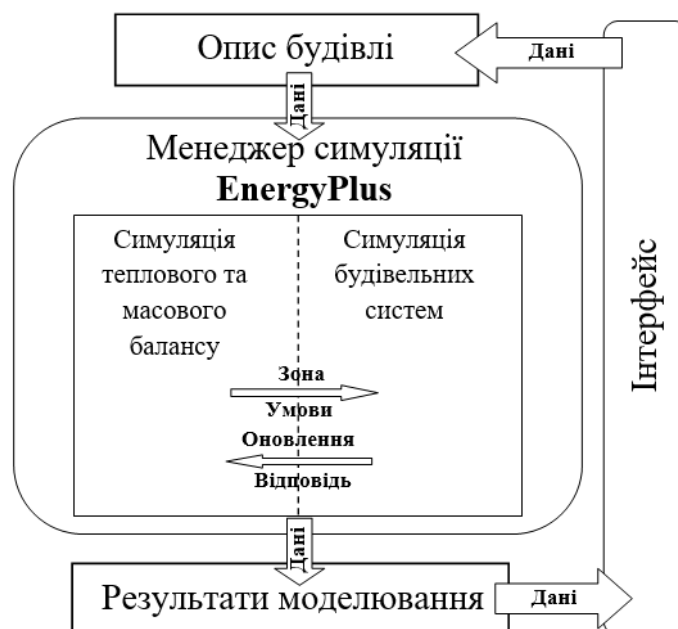 Опис будівлі
Дані
Дані
Менеджер симуляції
EnergyPlus
Симуляція
теплового та
масового
балансу
Симуляція
будівельних
систем
Зона
Умови
Оновлення
Відповідь
Дані
Результати моделювання
Дані
Інтерфейс